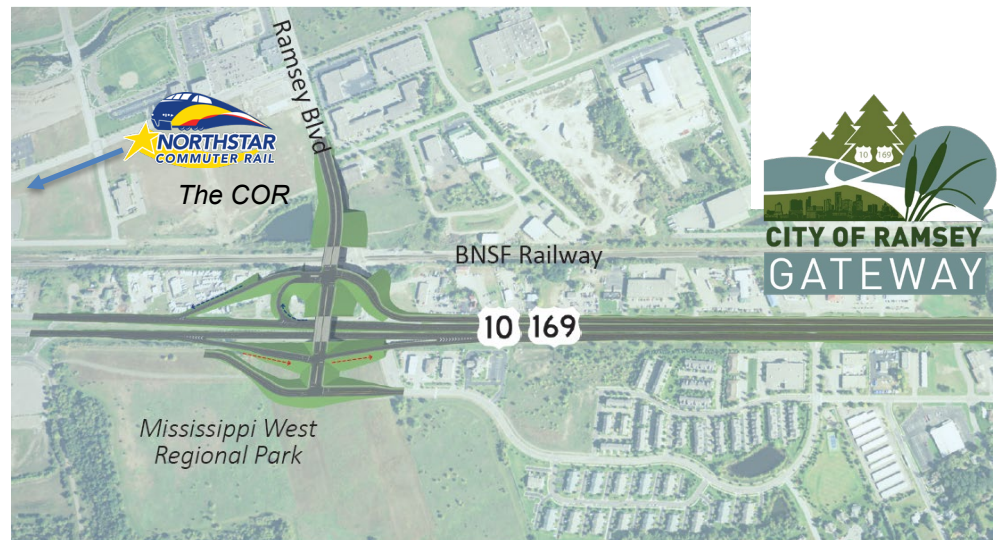 Ramsey Blvd
NORTHSTAR
COMMUTER RAIL
The COR
BNSF Railway
10 169
Mississippi West
Regional Park
10 169
CITY OF RAMSEY
GATEWAY